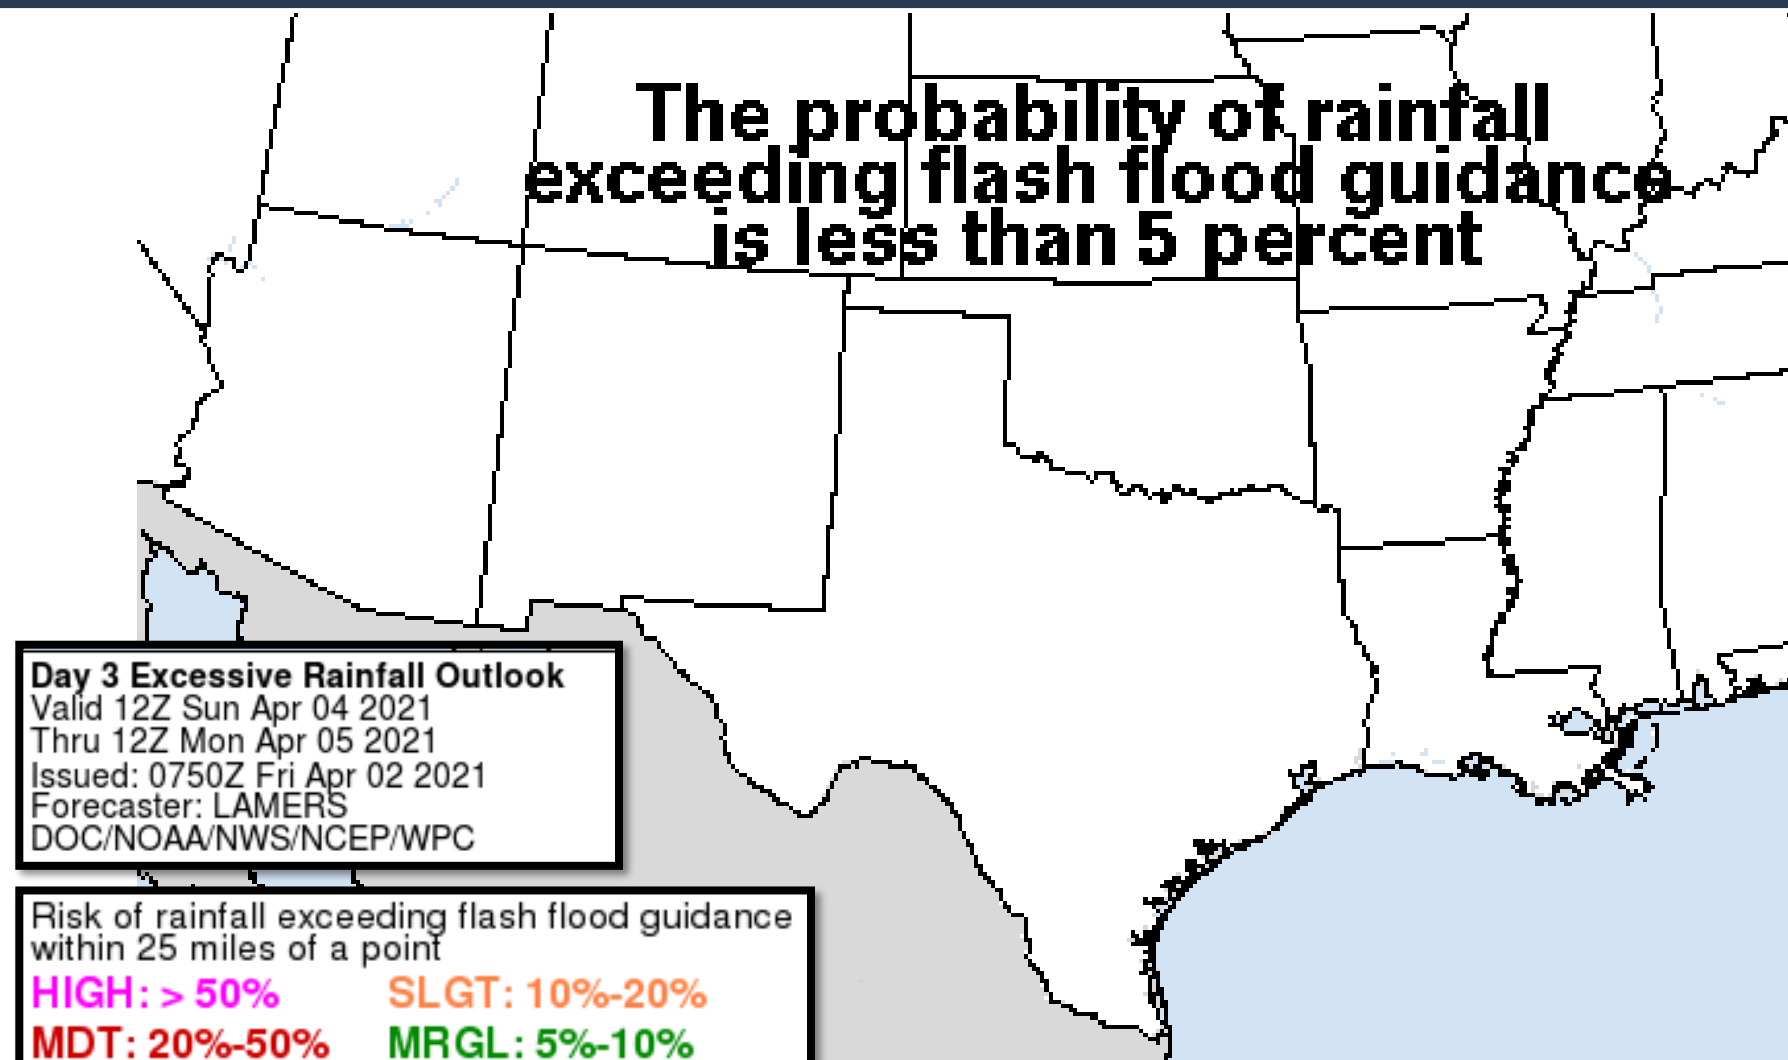 The probability of rainfall
exceeding flash flood guidance
is less than 5 percent
Day 3 Excessive Rainfall Outlook
Valid 12Z Sun Apr 04 2021
Thru 12Z Mon Apr 05 2021
Issued: 0750Z Fri Apr 02 2021
Forecaster: LAMERS
DOC/NOAA/NWS/NCEP/WPC
Risk of rainfall exceeding flash flood guidance
within 25 miles of a point
HIGH: > 50% SLGT: 10%-20%
MDT: 20%-50% MRGL: 5%-10%